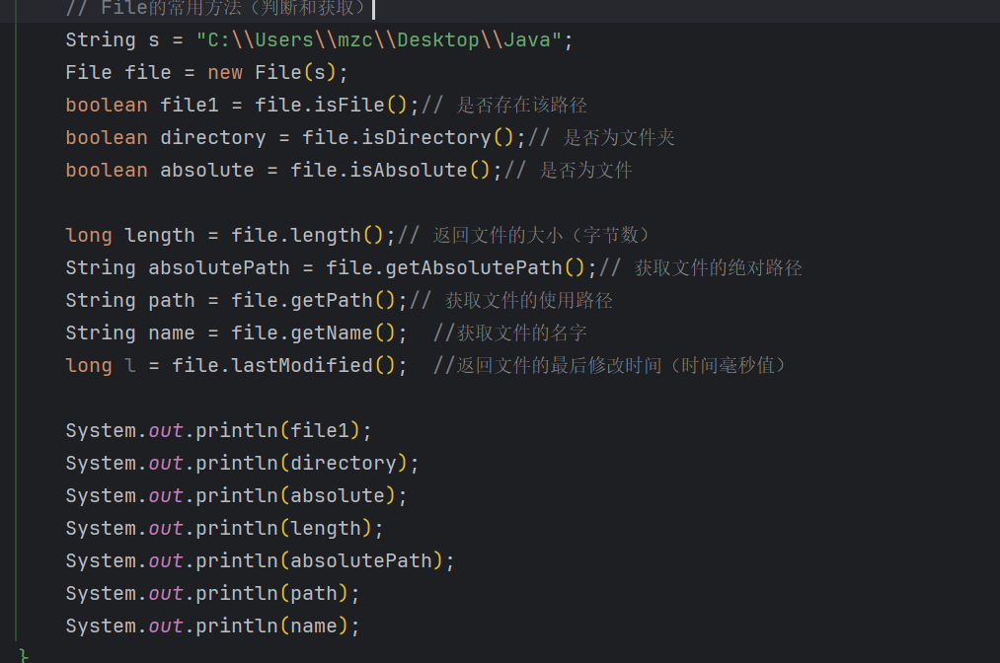 // File的常用方法（判断和获取）
String s = "C:\\Users\\mzc\\Desktop\\Java";
File file = new File(s);
boolean file1 = file.isFile();// 是否存在该路径
boolean directory = file.isDirectory();// 是否为文件夹
boolean absolute = file.isAbsolute();// 是否为文件
long length = file.length();// 返回文件的大小（字节数）
String absolutePath = file.getAbsolutePath();// 获取文件的绝对路径
String path = file.getPath();// 获取文件的使用路径
String name = file.getName();  //获取文件的名字
long l = file.lastModified();  //返回文件的最后修改时间（时间毫秒值）
System.out.println(file1);
System.out.println(directory);
System.out.println(absolute);
System.out.println(length);
System.out.println(absolutePath);
System.out.println(path);
System.out.println(name);
}